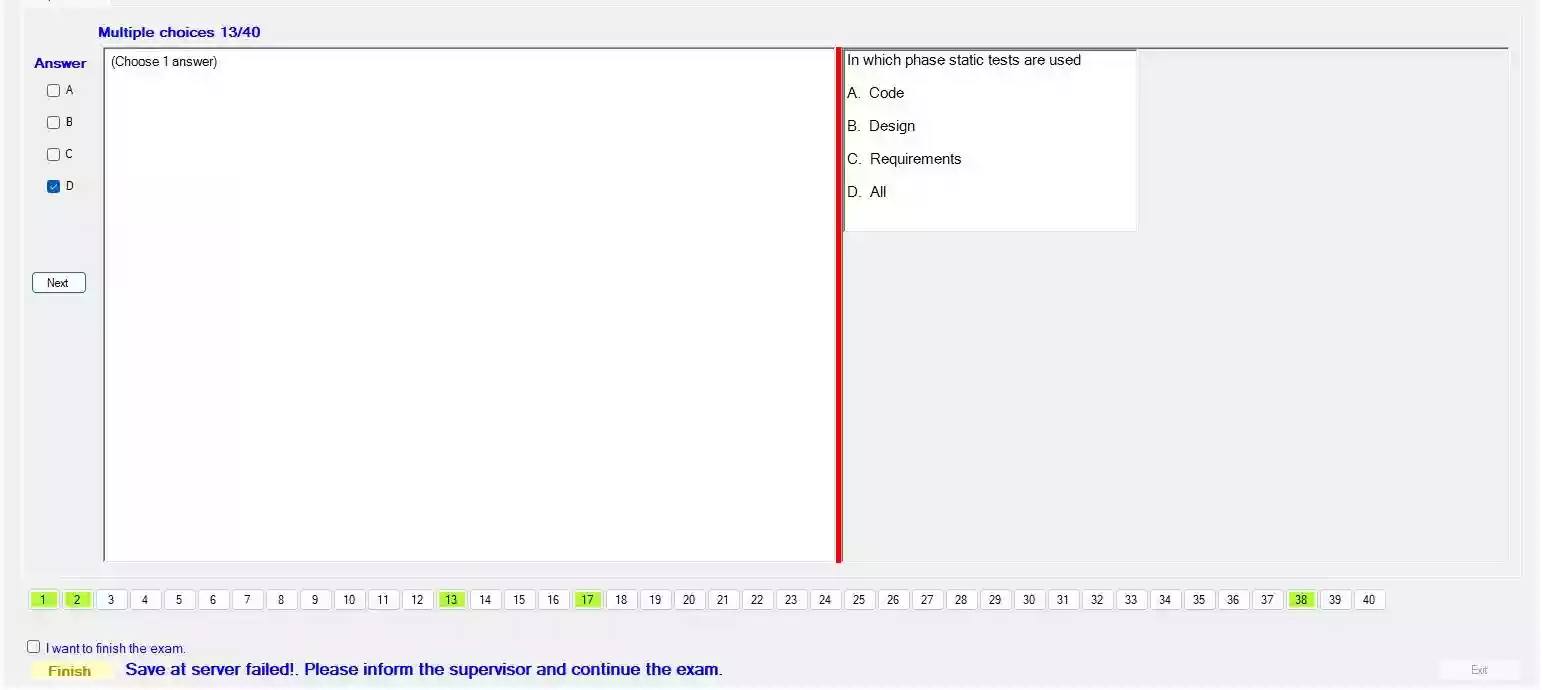 Multiple choices 13/40
Answer
(Choose 1 answer)
A
B
C
D
Next
In which phase static tests are used
A. Code
B. Design
C. Requirements
D. All
1 2 3 4 5 6 7 8 9 10 11 12 13 14 15 16 17 18 19 20 21 22 23 24 25 26 27 28 29 30 31 32 33 34 35 36 37 38 39 40
I want to finish the exam.
Finish Save at server failed!. Please inform the supervisor and continue the exam.
Exit